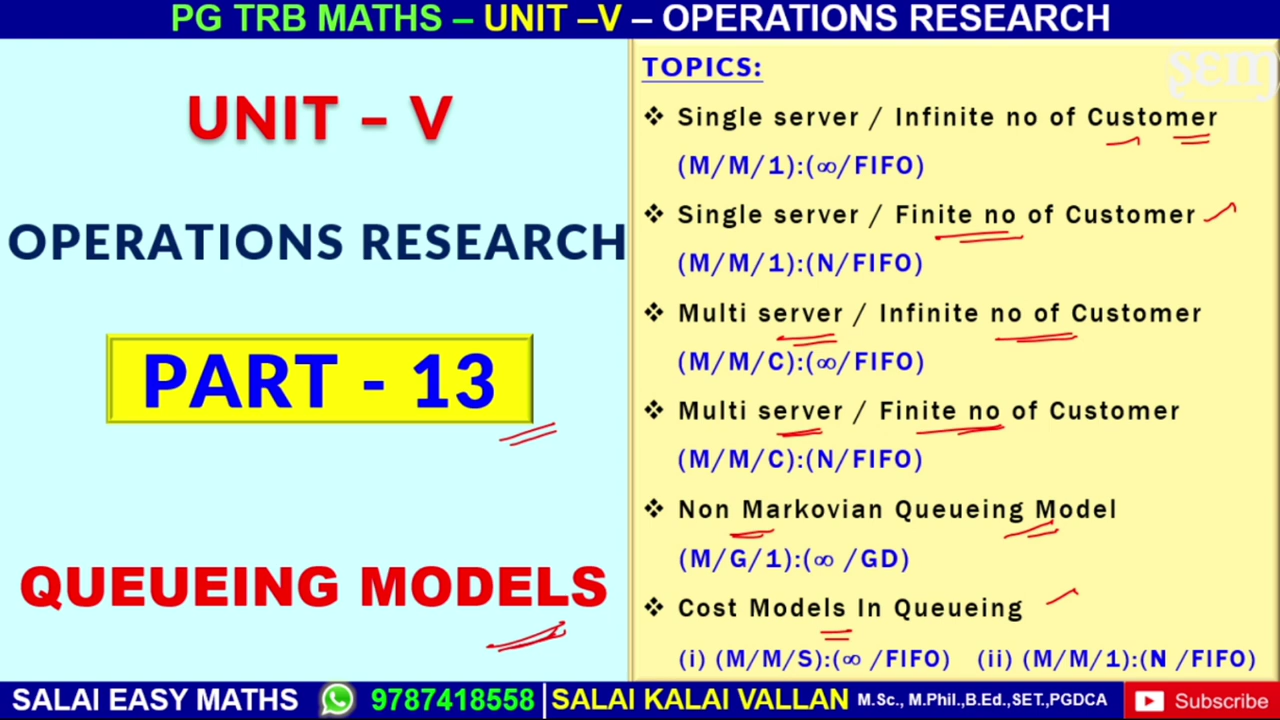 PG TRB MATHS – UNIT –V – OPERATIONS RESEARCH
UNIT – V
OPERATIONS RESEARCH
PART - 13
QUEUEING MODELS
sem
TOPICS:
❖ Single server / Infinite no of Customer
(M/M/1):(∞/FIFO)
❖ Single server / Finite no of Customer
(M/M/1):(N/FIFO)
❖ Multi server / Infinite no of Customer
(M/M/C):(∞/FIFO)
❖ Multi server / Finite no of Customer
(M/M/C):(N/FIFO)
❖ Non Markovian Queueing Model
(M/G/1):(∞ /GD)
❖ Cost Models In Queueing
(i) (M/M/S):(∞ /FIFO) (ii) (M/M/1):(N /FIFO)
SALAI EASY MATHS 9787418558 | SALAI KALAI VALLAN M.Sc., M.Phil.,B.Ed.,SET.,PGDCA Subscribe